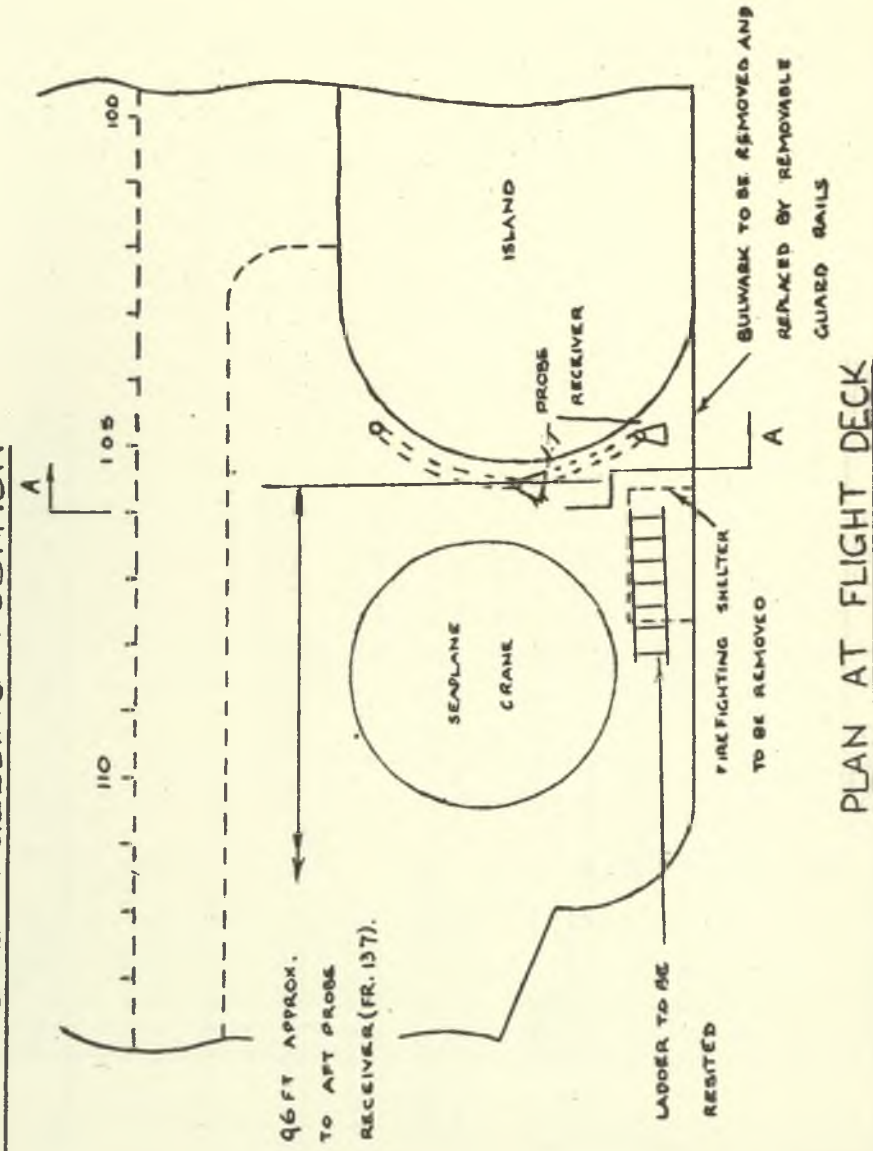 POSITION
A
100
105
110
96 FT APPROX.
TO AFT PROBE
RECEIVER (FR. 137).
ISLAND
PROBE
RECEIVER
SEAPLANE
CRANE
A
BULWARK TO BE REMOVED AND
REPLACED BY REMOVABLE
GUARD RAILS
FIREFIGHTING SHELTER
TO BE REMOVED
LADDER TO BE
RESITED
PLAN AT FLIGHT DECK